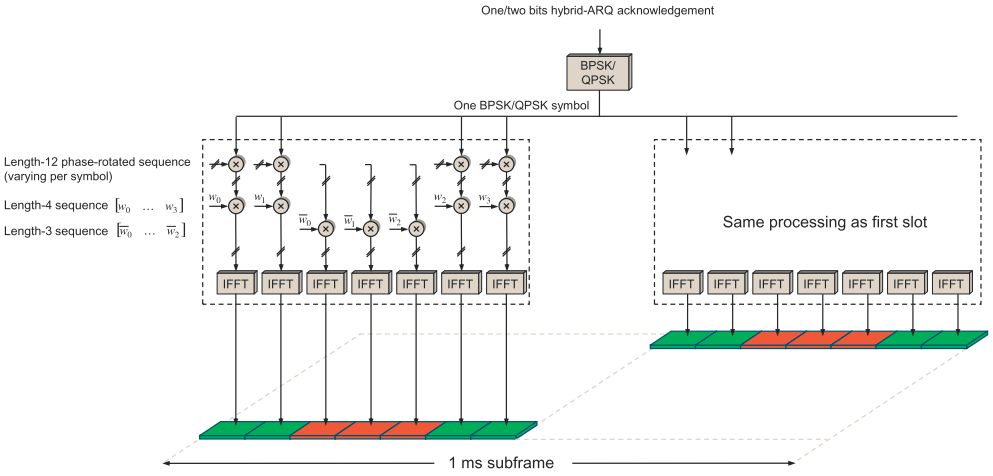 One/two bits hybrid-ARQ acknowledgement
BPSK/
QPSK
One BPSK/QPSK symbol
Length-12 phase-rotated sequence
(varying per symbol)
Length-4 sequence [w₀ … w₃]
Length-3 sequence [w̅₀ … w̅₂]
w₀ w₁ w₂ w₃
w̅₀ w̅₁ w̅₂
Same processing as first slot
IFFT IFFT IFFT IFFT IFFT IFFT IFFT
IFFT IFFT IFFT IFFT IFFT IFFT IFFT
1 ms subframe